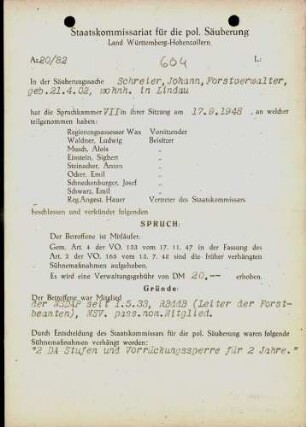 Staatskommissariat für die pol. Säuberung
Land Württemberg-Hohenzollern.
Az 20/82 L:
604
In der Säuberungssache Schreier, Johann, Forstverwalter,
geb. 21.4.02, wohnh. in Lindau
hat die Spruchkammer VII in ihrer Sitzung am 17.9.1948, an welcher
teilgenommen haben:
Regierungsassessor Wax Vorsitzender
Waldner, Ludwig Beisitzer
Musch, Alois "
Einstein, Sigbert "
Steinacher, Anton "
Oexer, Emil "
Schneckenburger, Josef "
Schwarz, Emil "
Reg.Angest. Hauer Vertreter des Staatskommissars
beschlossen und verkündet folgenden
SPRUCH:
Der Betroffene ist Mitläufer.
Gem. Art. 4 der VO. 133 vom 17. 11. 47 in der Fassung des
Art. 2 der VO. 165 vom 13. 7. 48 sind die früher verhängten
Sühnemaßnahmen aufgehoben.
Es wird eine Verwaltungsgebühr von DM 20.-- erhoben.
Gründe:
Der Betroffene war Mitglied
der NSDAP seit 1.5.33, RBddB (Leiter der Forst-
beamten), NSV. pass.non.Mitglied.
Durch Entscheidung des Staatskommissars für die pol. Säuberung waren folgende
Sühnemaßnahmen verhängt worden:
"2 DA Stufen und Vorrückungssperre für 2 Jahre."